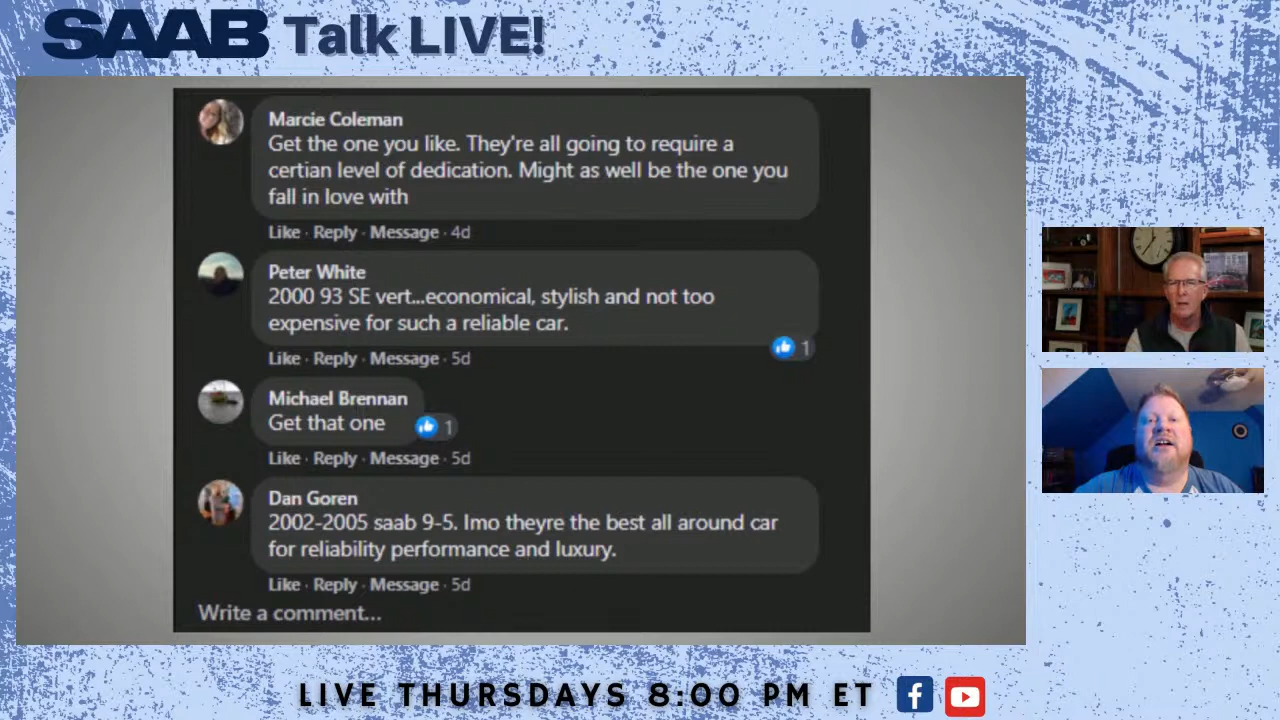 SAAB Talk LIVE!
Marcie Coleman
Get the one you like. They're all going to require a
certian level of dedication. Might as well be the one you
fall in love with
Like · Reply · Message · 4d
Peter White
2000 93 SE vert...economical, stylish and not too
expensive for such a reliable car.
1
Like · Reply · Message · 5d
Michael Brennan
Get that one
1
Like · Reply · Message · 5d
Dan Goren
2002-2005 saab 9-5. Imo theyre the best all around car
for reliability performance and luxury.
Like · Reply · Message · 5d
Write a comment...
LIVE THURSDAYS 8:00 PM ET